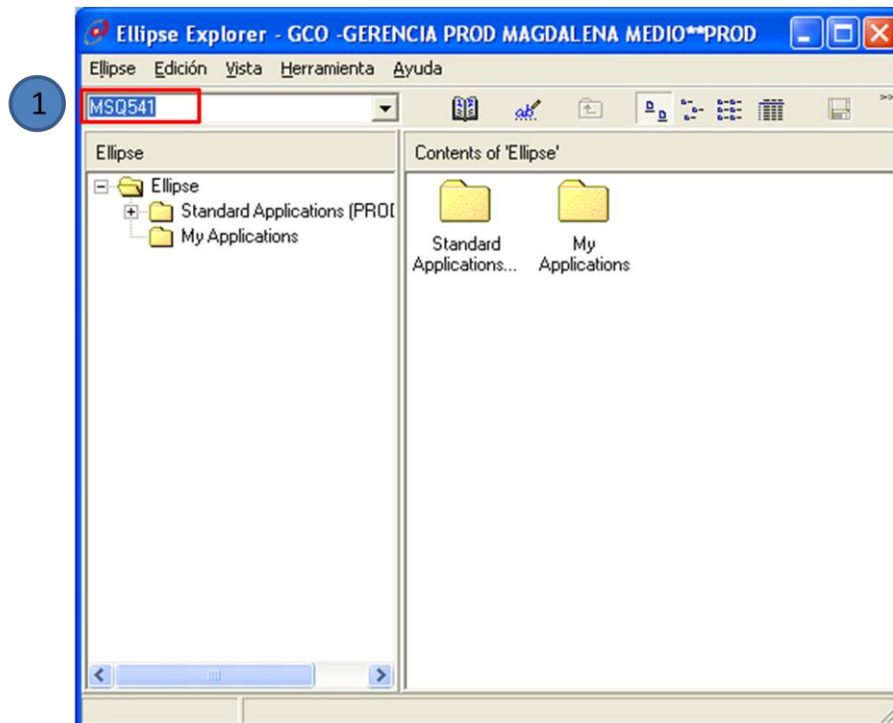 Ellipse Explorer - GCO -GERENCIA PROD MAGDALENA MEDIO**PROD
Ellipse Edición Vista Herramienta Ayuda
1
MSQ541
Ellipse
Contents of 'Ellipse'
Ellipse
Standard Applications (PROD
My Applications
Standard
Applications...
My
Applications